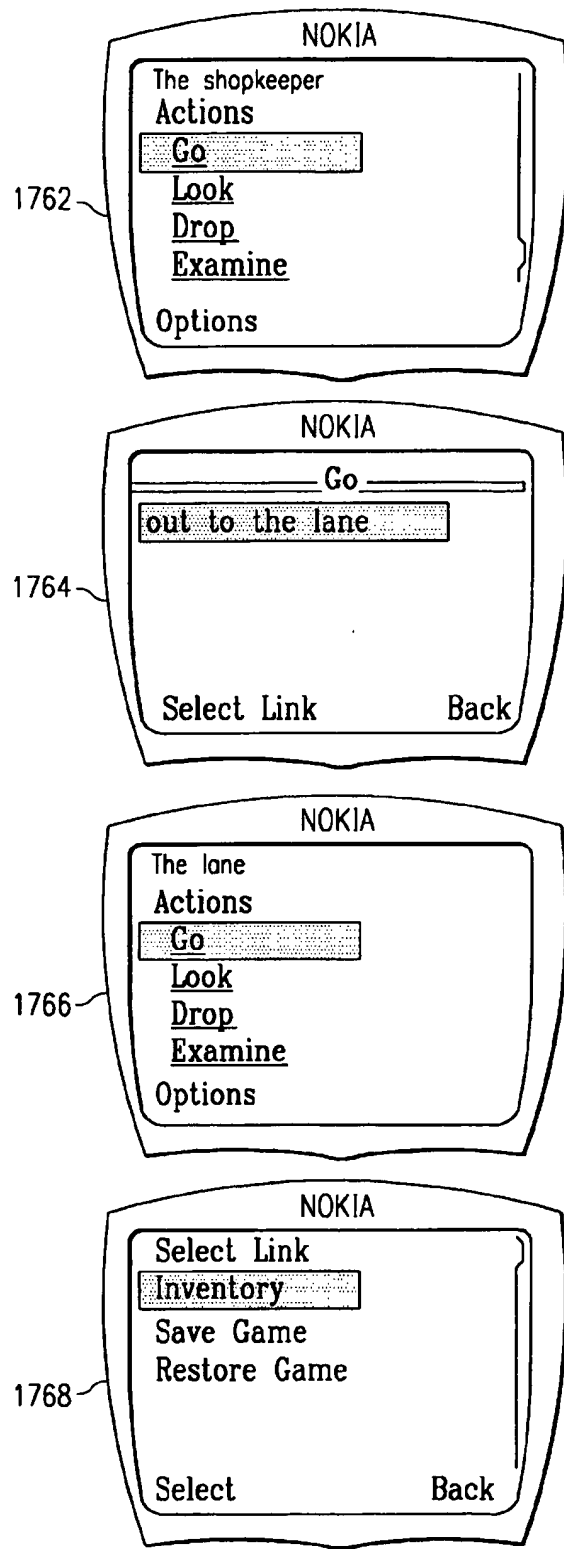 NOKIA
The shopkeeper
Actions
Go
Look
Drop
Examine
Options
1762
NOKIA
Go
out to the lane
Select Link Back
1764
NOKIA
The lane
Actions
Go
Look
Drop
Examine
Options
1766
NOKIA
Select Link
Inventory
Save Game
Restore Game
Select Back
1768